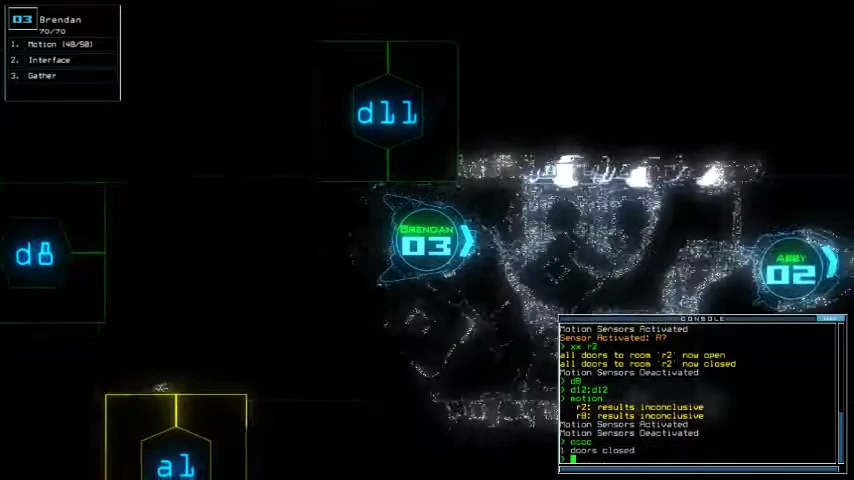 03 Brendan
70/70
1. Motion [48/50]
2. Interface
3. Gather
d11
d8
BRENDAN
03
ABBY
02
a1
CONSOLE
Motion Sensors Activated
Sensor Activated: A?
> xx r2
all doors to room 'r2' now open
all doors to room 'r2' now closed
Motion Sensors Deactivated
> d8
> d12;d12
> motion
r2: results inconclusive
r8: results inconclusive
Motion Sensors Activated
Motion Sensors Deactivated
> cccc
1 doors closed
>